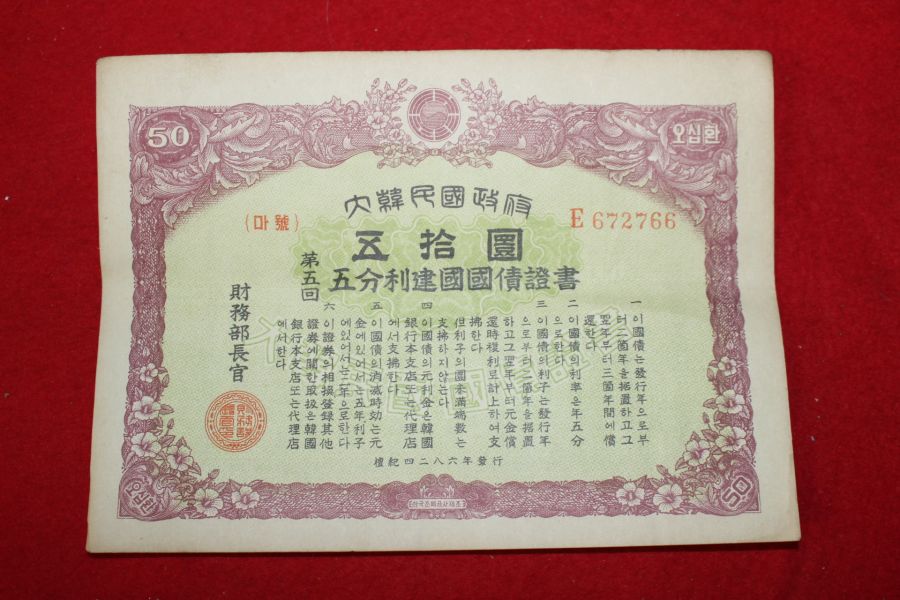 50
오십환
大韓民國政府
(마號)
E 672766
五拾圜
第五回
五分利建國國債證書
一 이國債는發行年으로부
터二箇年을据置하고그
翌年부터三箇年間에償
還한다
二 이國債의利率은年五分
으로한다
三 이國債의利子는發行年
으로부터二箇年을据置
하고그翌年부터元金償
還時複利로計上하여支
拂한다
但利子의圜未滿端數는
支拂하지않는다
四 이國債의元利金은韓國
銀行本支店또는代理店
에서支拂한다
五 이國債의消滅時効는元
金에있어서는五年利子
에있어서는二年으로한다
六 이證券의相換登錄其他
證券에關한取扱은韓國
銀行本支店또는代理店
에서한다
財務部長官
檀紀四二八六年發行
오십환
50